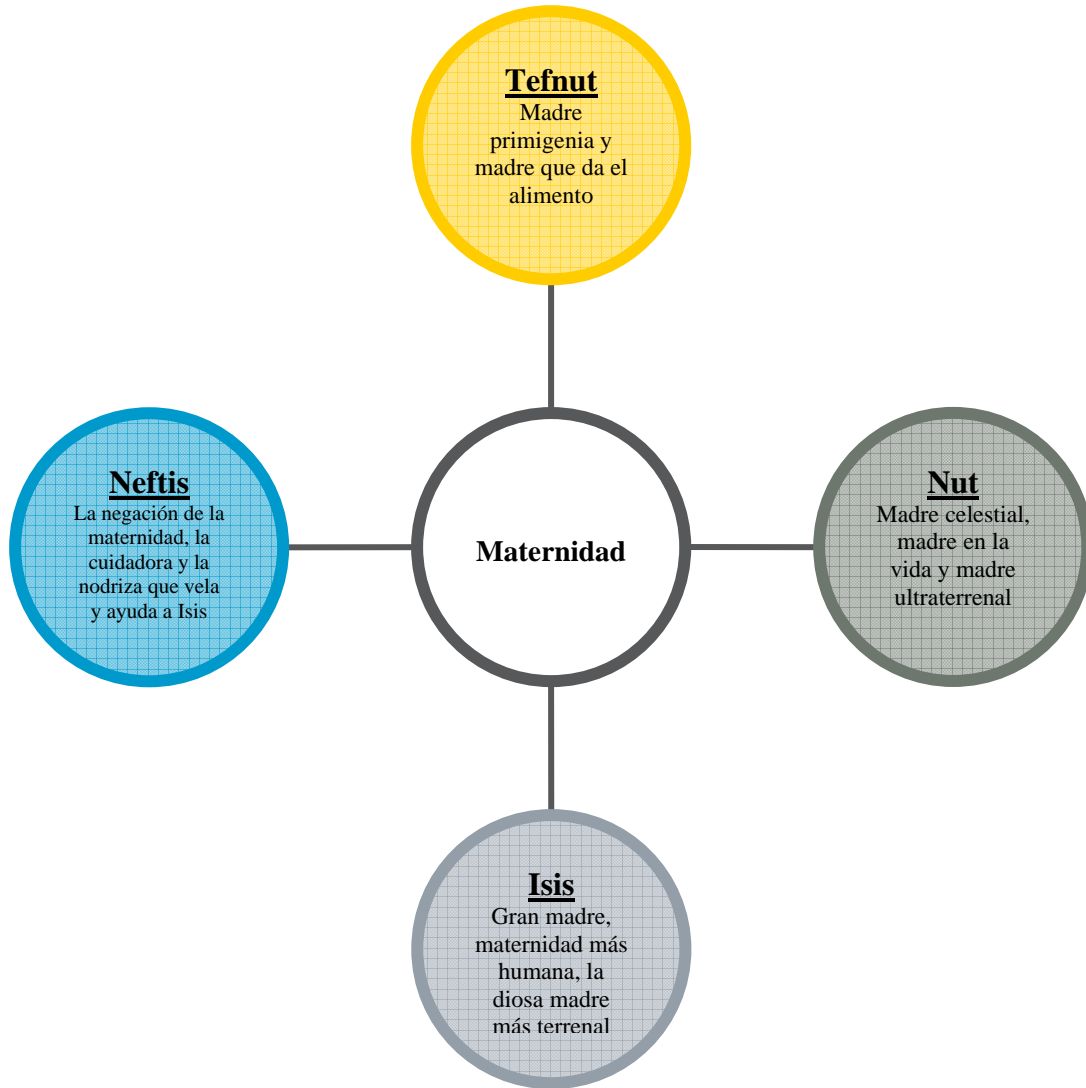 Tefnut
Madre
primigenia y
madre que da el
alimento
Neftis
La negación de la
maternidad, la
cuidadora y la
nodriza que vela
y ayuda a Isis
Maternidad
Nut
Madre celestial,
madre en la
vida y madre
ultraterrenal
Isis
Gran madre,
maternidad más
humana, la
diosa madre
más terrenal